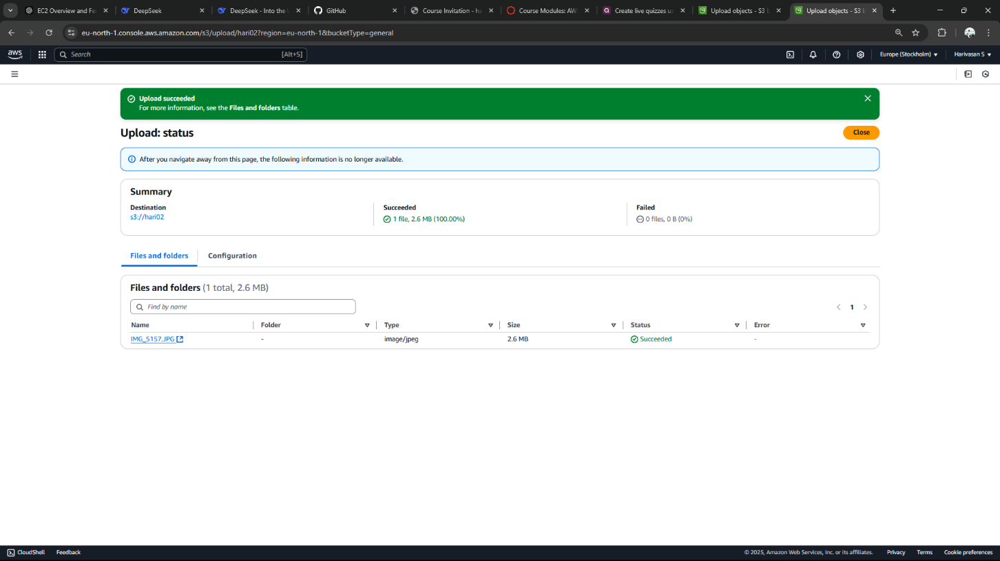 EC2 Overview and Fe
DeepSeek
DeepSeek - Into the U
GitHub
Course Invitation - ha
Course Modules: AW
Create live quizzes us
Upload objects - S3 b
Upload objects - S3 b
eu-north-1.console.aws.amazon.com/s3/upload/hari02?region=eu-north-1&bucketType=general
aws
Search
[Alt+S]
Europe (Stockholm)
Harivasan S
Upload succeeded
For more information, see the Files and folders table.
Upload: status
Close
After you navigate away from this page, the following information is no longer available.
Summary
Destination
s3://hari02
Succeeded
1 file, 2.6 MB (100.00%)
Failed
0 files, 0 B (0%)
Files and folders
Configuration
Files and folders (1 total, 2.6 MB)
Find by name
1
Name Folder Type Size Status Error
IMG_5157.JPG - image/jpeg 2.6 MB Succeeded -
CloudShell Feedback © 2025, Amazon Web Services, Inc. or its affiliates. Privacy Terms Cookie preferences